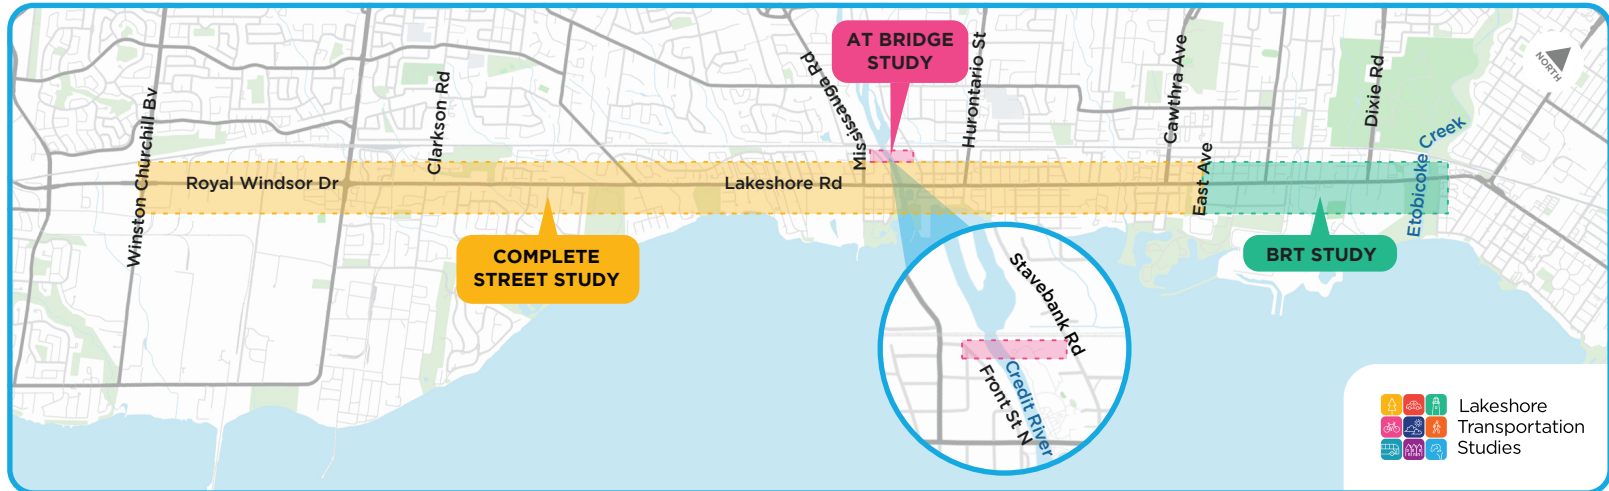 AT BRIDGE
STUDY
NORTH
Winston Churchill Bv
Clarkson Rd
Mississauga Rd
Hurontario St
Cawthra Ave
Dixie Rd
Etobicoke Creek
Royal Windsor Dr
Lakeshore Rd
East Ave
COMPLETE
STREET STUDY
BRT STUDY
Stavebank Rd
Credit River
Front St N
Lakeshore
Transportation
Studies